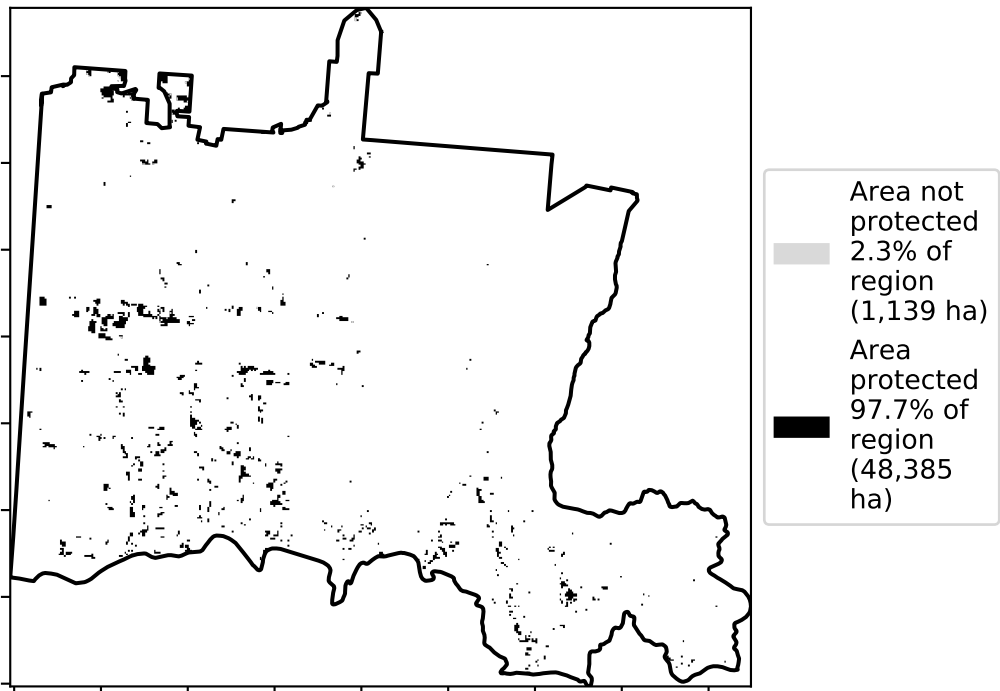 Area not
protected
2.3% of
region
(1,139 ha)
Area
protected
97.7% of
region
(48,385
ha)